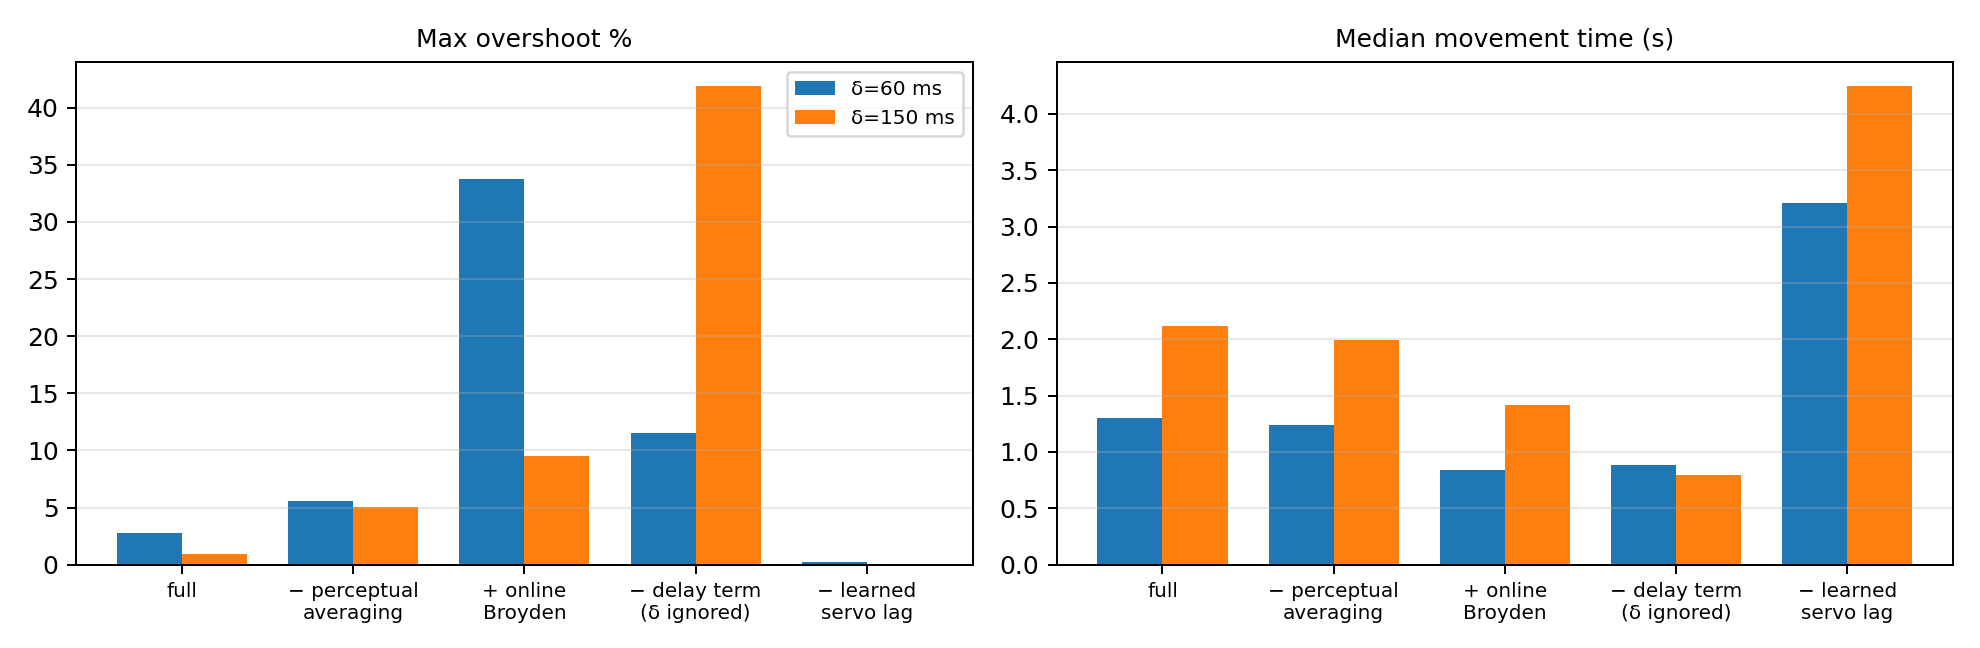 Max overshoot %
δ=60 ms
δ=150 ms
40
35
30
25
20
15
10
5
0
full
− perceptual
averaging
+ online
Broyden
− delay term
(δ ignored)
− learned
servo lag
Median movement time (s)
4.0
3.5
3.0
2.5
2.0
1.5
1.0
0.5
0.0
full
− perceptual
averaging
+ online
Broyden
− delay term
(δ ignored)
− learned
servo lag